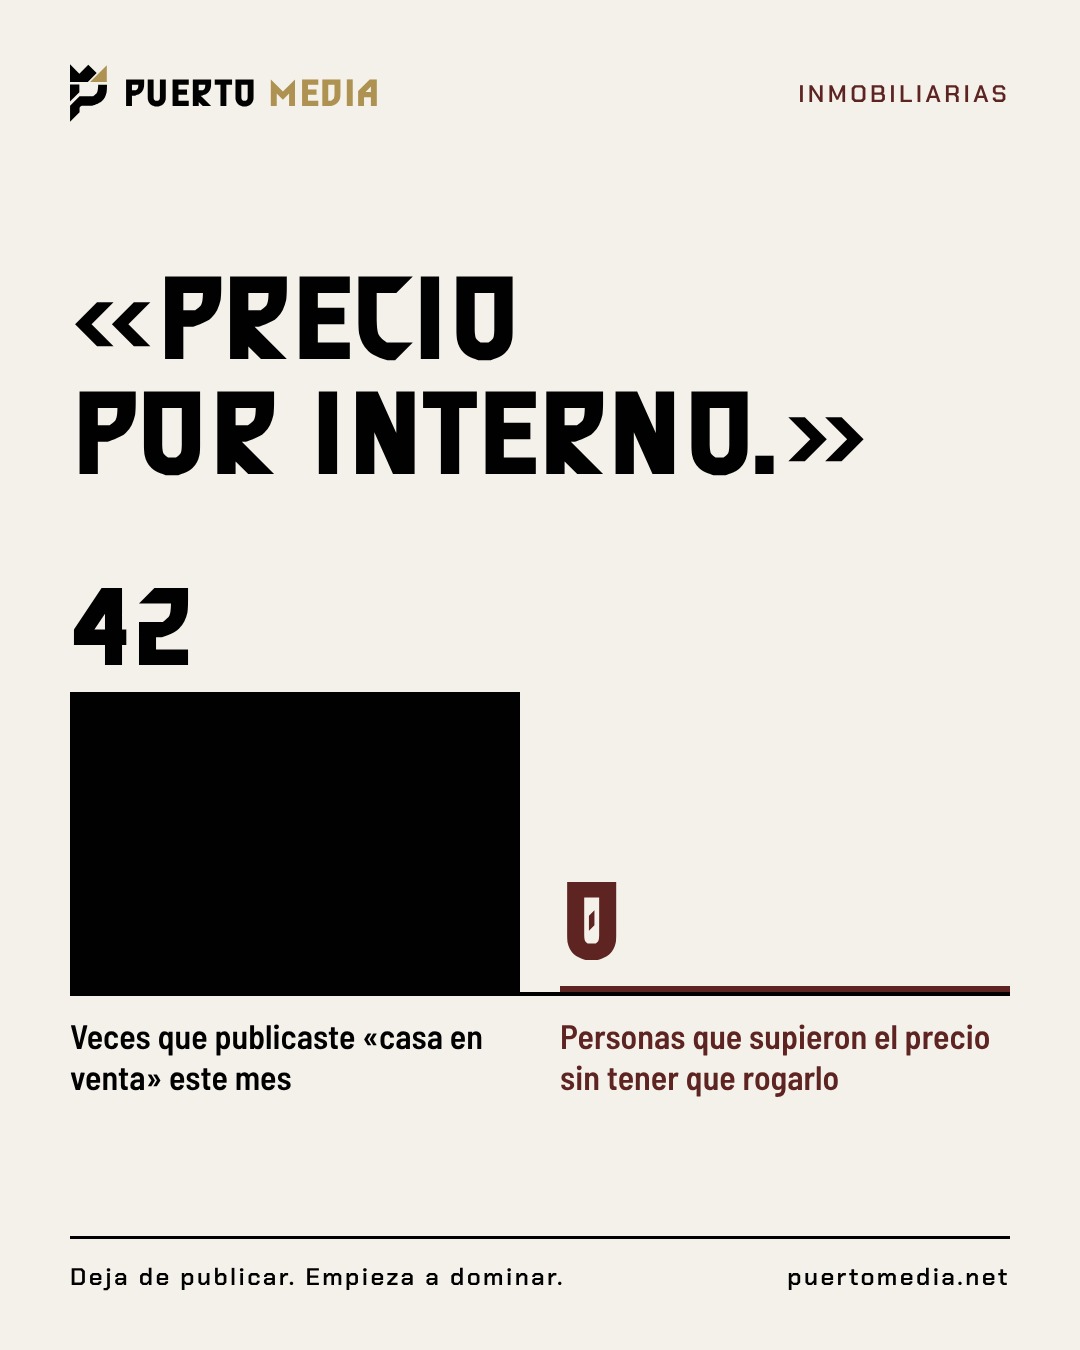 PUERTO MEDIA
INMOBILIARIAS
«PRECIO
POR INTERNO.»
42
0
Veces que publicaste «casa en
venta» este mes
Personas que supieron el precio
sin tener que rogarlo
Deja de publicar. Empieza a dominar.
puertomedia.net